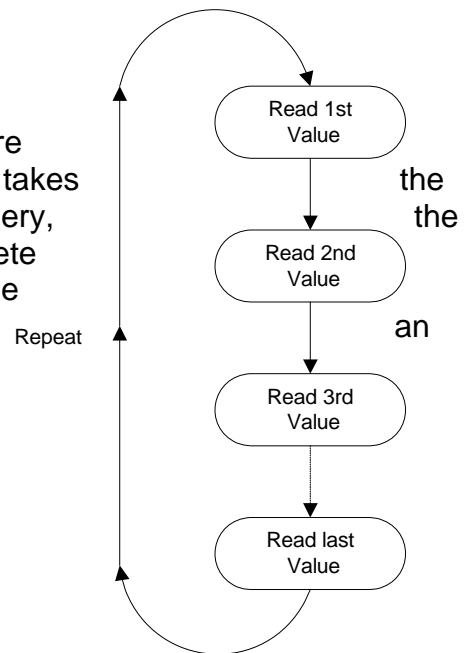 Read 1st
Value
re
takes
the
ery,
the
Read 2nd
Value
ete
e
Repeat
an
Read 3rd
Value
Read last
Value